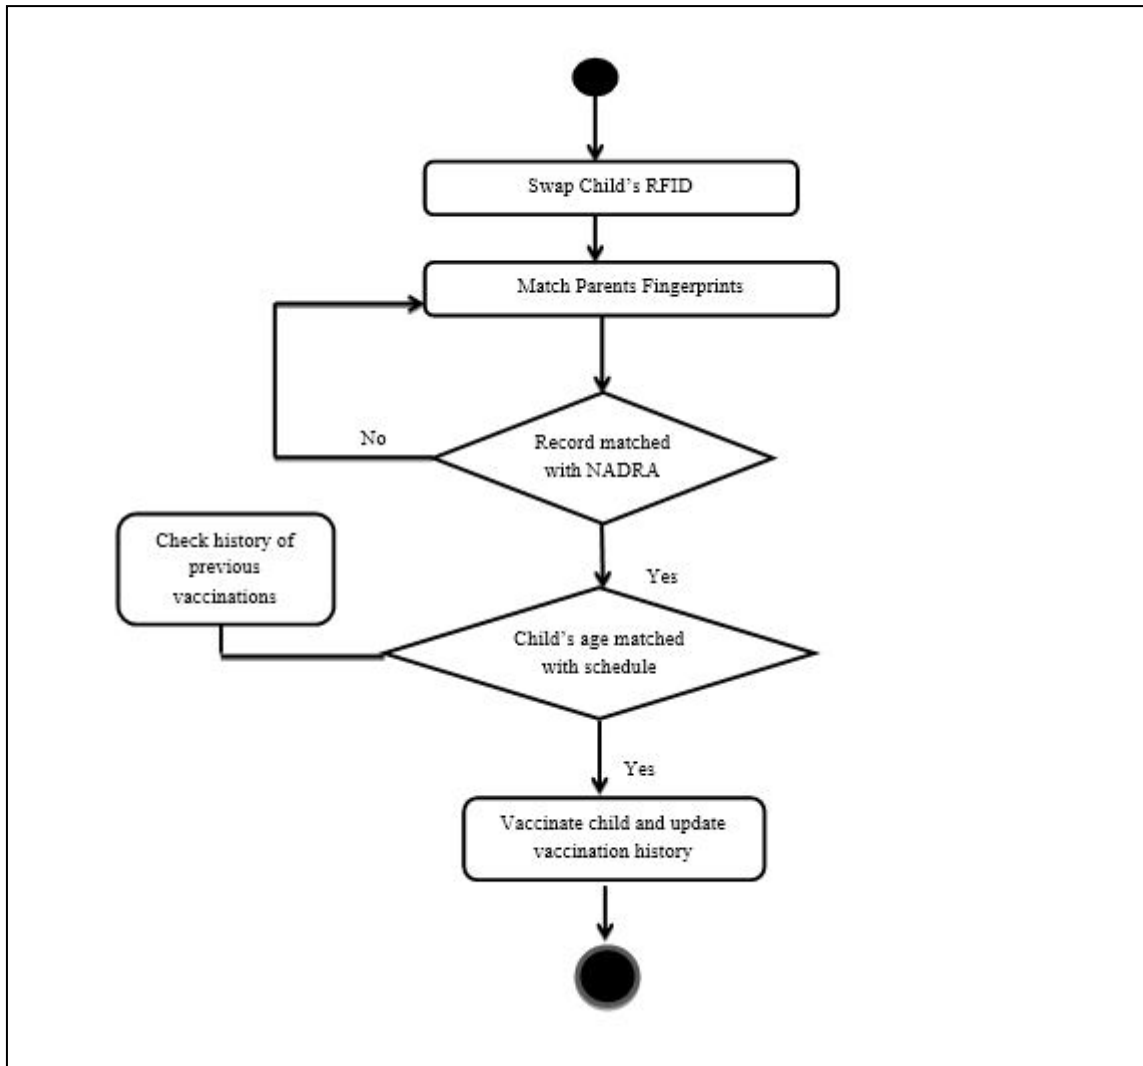 Swap Child's RFID
Match Parents Fingerprints
No
Record matched
with NADRA
Check history of
previous
vaccinations
Yes
Child's age matched
with schedule
Yes
Vaccinate child and update
vaccination history